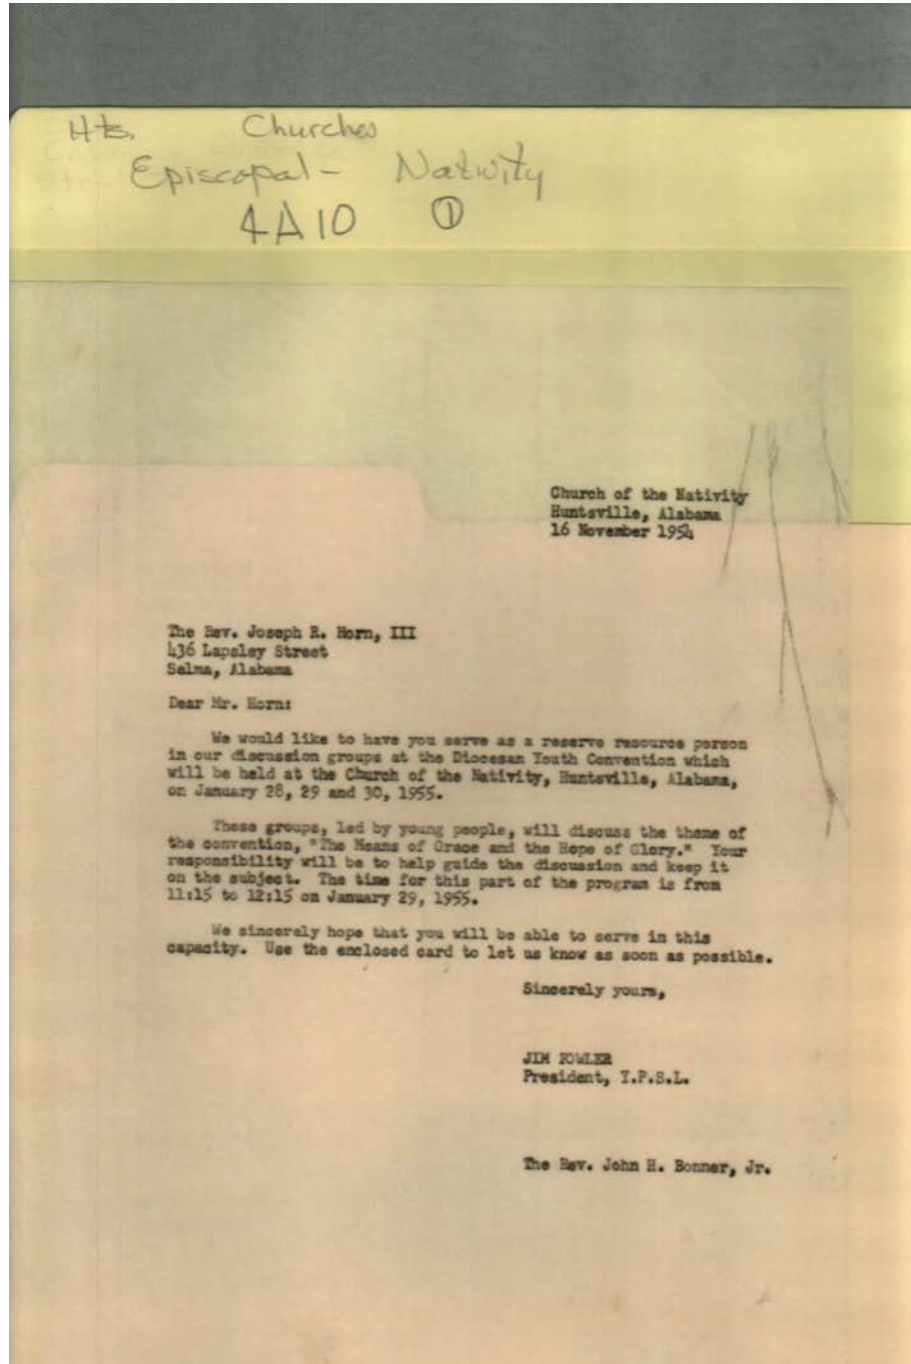 Hts. Churches
Episcopal - Nativity
4A10 ①
Church of the Nativity
Huntsville, Alabama
16 November 1954
The Rev. Joseph R. Horn, III
436 Lapsley Street
Selma, Alabama
Dear Mr. Horn:
We would like to have you serve as a reserve resource person
in our discussion groups at the Diocesan Youth Convention which
will be held at the Church of the Nativity, Huntsville, Alabama,
on January 28, 29 and 30, 1955.
These groups, led by young people, will discuss the theme of
the convention, "The Means of Grace and the Hope of Glory." Your
responsibility will be to help guide the discussion and keep it
on the subject. The time for this part of the program is from
11:15 to 12:15 on January 29, 1955.
We sincerely hope that you will be able to serve in this
capacity. Use the enclosed card to let us know as soon as possible.
Sincerely yours,
JIM
President, Y.P.S.L.
The Rev. John H. Bonner, Jr.